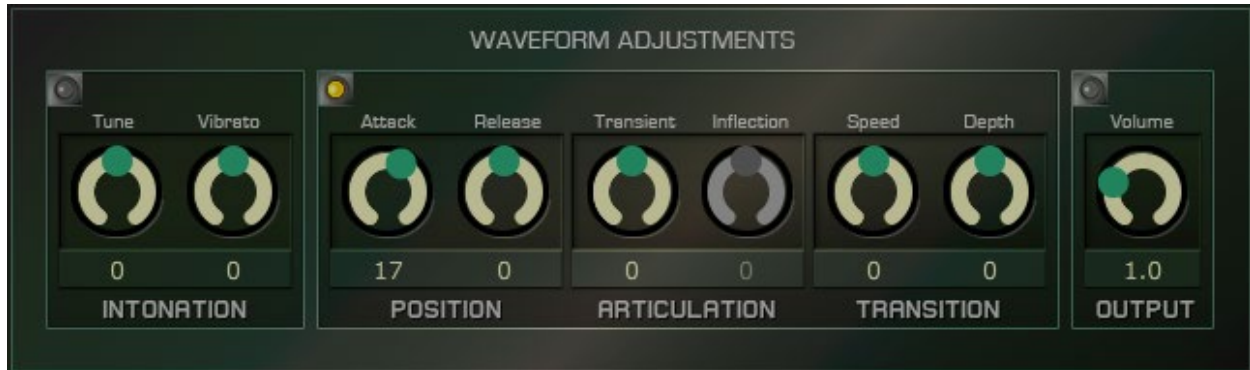 WAVEFORM ADJUSTMENTS
Tune Vibrato Attack Release Transient Inflection Speed Depth Volume
0 0 17 0 0 0 0 0 1.0
INTONATION POSITION ARTICULATION TRANSITION OUTPUT